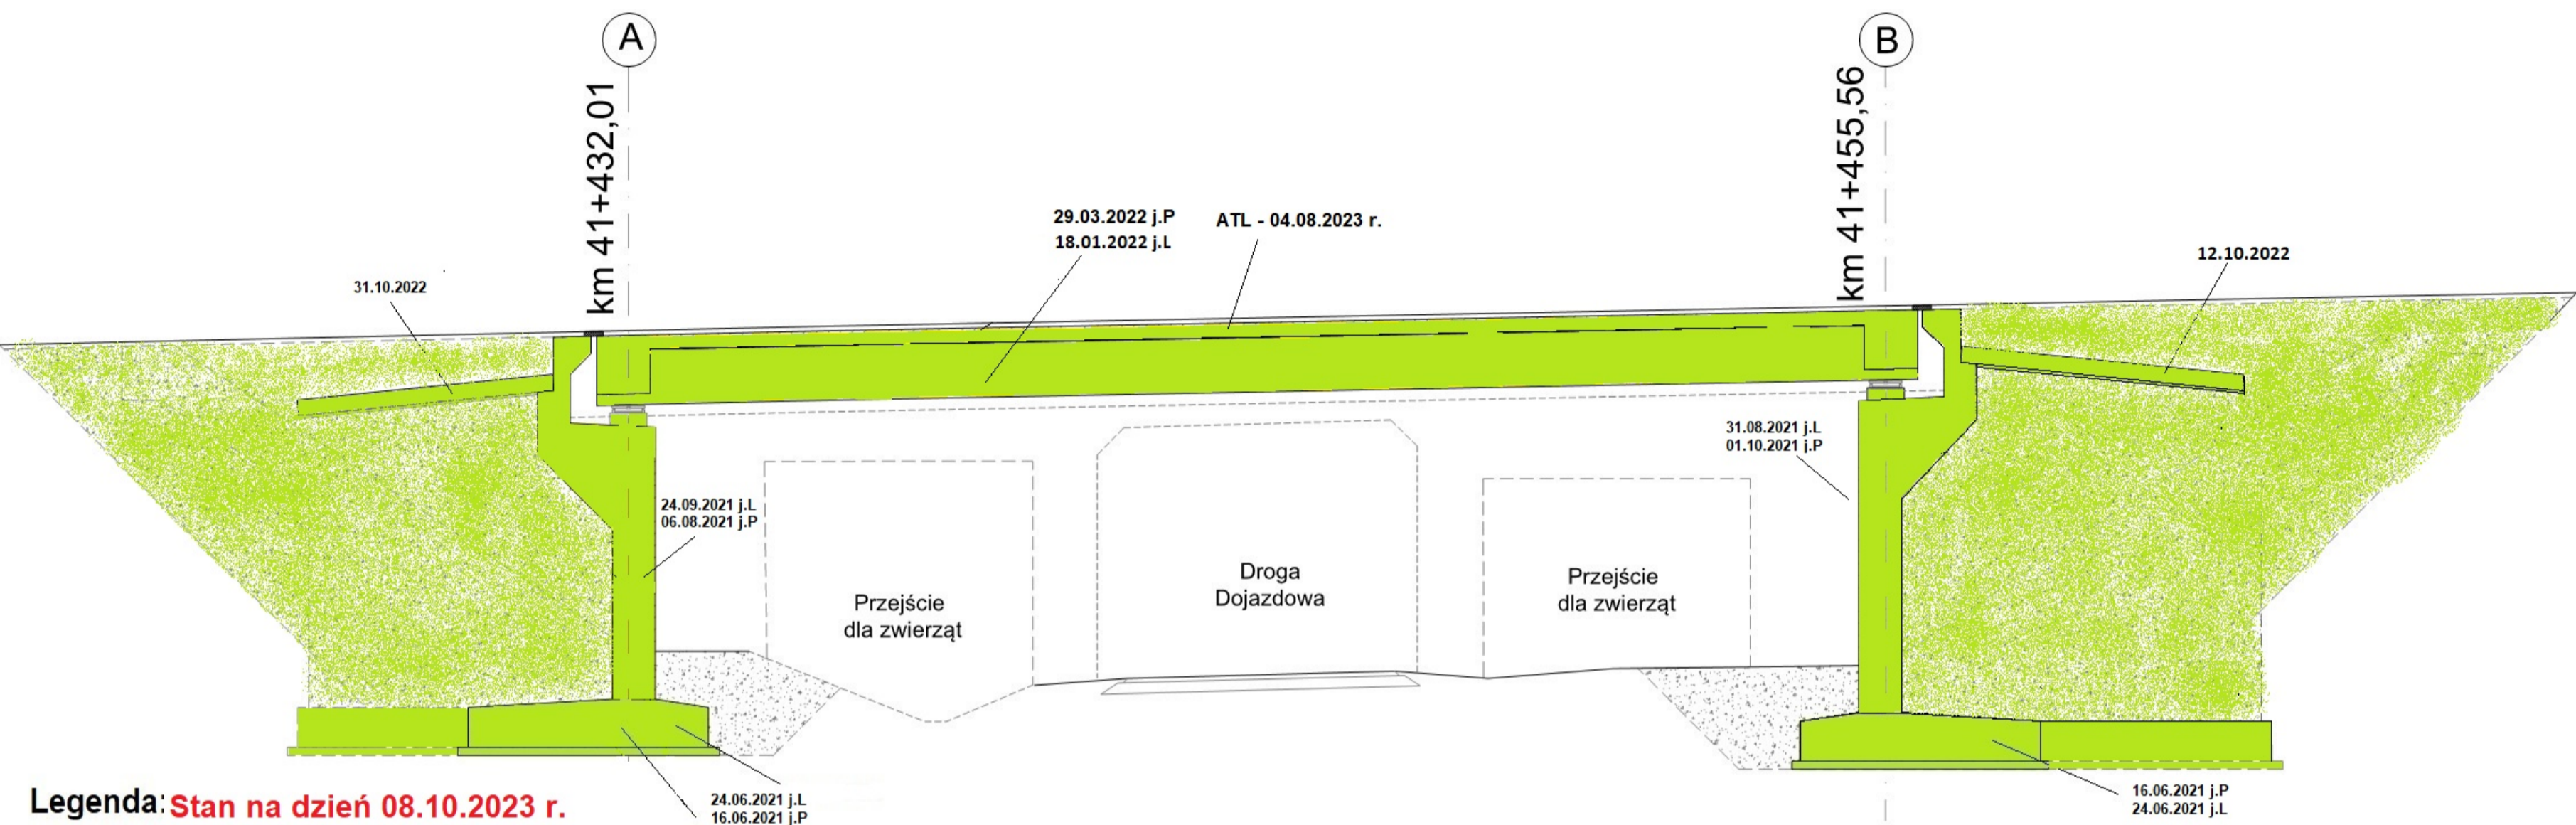 A
B
km 41+432,01
km 41+455,56
29.03.2022 j.P
18.01.2022 j.L
ATL - 04.08.2023 r.
12.10.2022
31.10.2022
31.08.2021 j.L
01.10.2021 j.P
24.09.2021 j.L
06.08.2021 j.P
Przejście
dla zwierząt
Droga
Dojazdowa
Przejście
dla zwierząt
24.06.2021 j.L
16.06.2021 j.P
16.06.2021 j.P
24.06.2021 j.L
Legenda: Stan na dzień 08.10.2023 r.